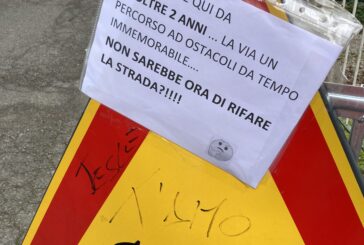 E QUI DA
OLTRE 2 ANNI ... LA VIA UN
PERCORSO AD OSTACOLI DA TEMPO
IMMEMORABILE....
NON SAREBBE ORA DI RIFARE
LA STRADA?!!!!